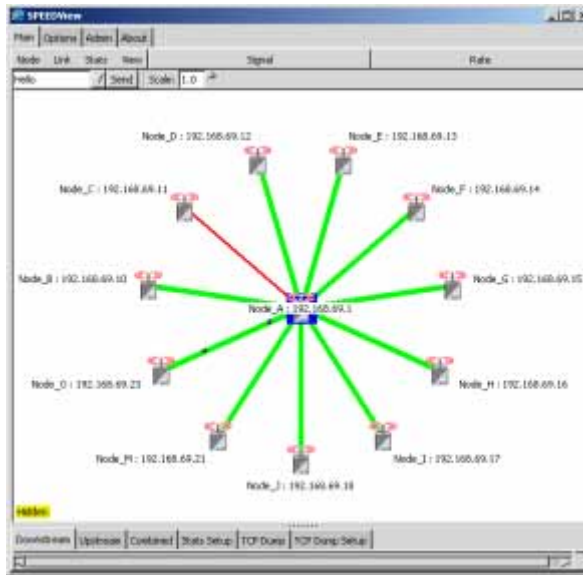 SPEEDView
Main Options Admin About
Node Link Stats View Signal Rate
Hello / Send Scale: 1.0
Node_D : 192.168.69.12
Node_E : 192.168.69.13
Node_C : 192.168.69.11
Node_F : 192.168.69.14
Node_B : 192.168.69.10
Node_G : 192.168.69.15
Node_A : 192.168.69.1
Node_O : 192.168.69.23
Node_H : 192.168.69.16
Node_M : 192.168.69.21
Node_I : 192.168.69.17
Node_J : 192.168.69.18
Hidden
Downstream Upstream Combined Stats Setup TCP Dump TCP Dump Setup